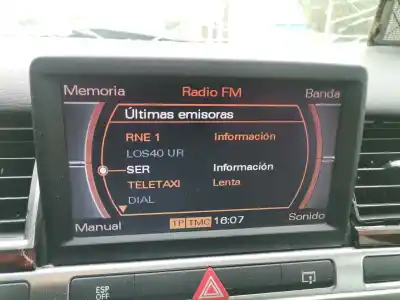 Memoria Radio FM Banda
Últimas emisoras
RNE 1 Información
LOS40 UR
SER Información
TELETAXI Lenta
DIAL
Manual TP TMC 16:07 Sonido
ESP
OFF